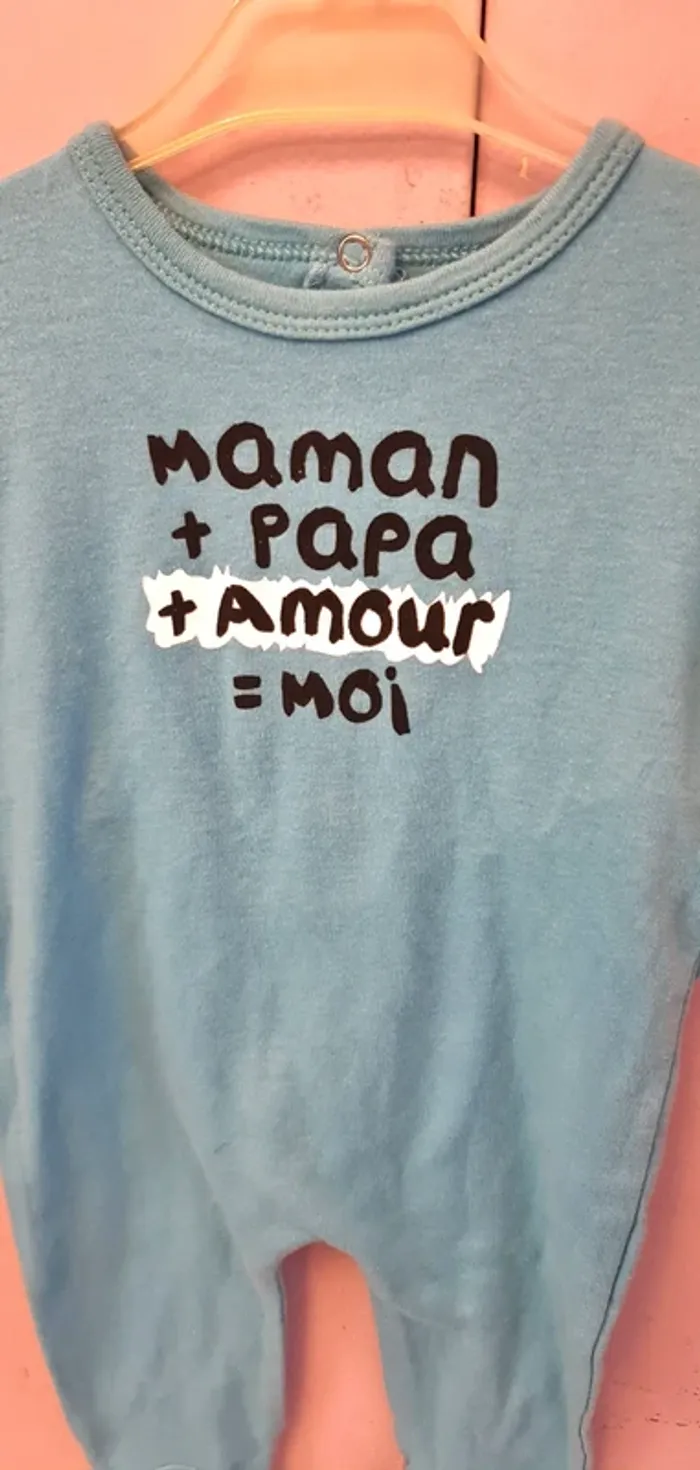 Maman
+ Papa
+ Amour
= Moi